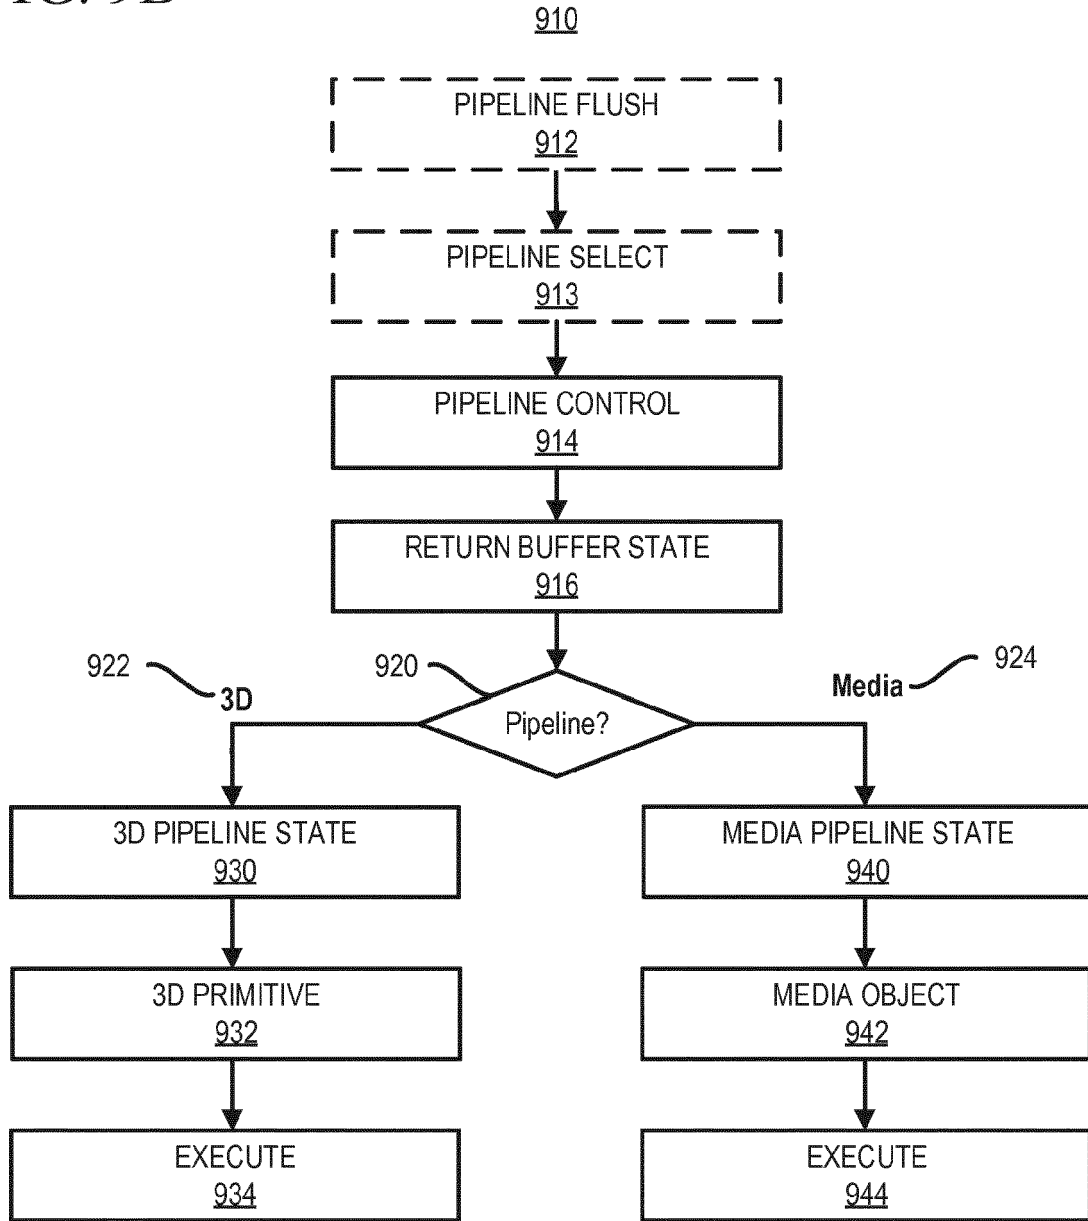 910
PIPELINE FLUSH
912
PIPELINE SELECT
913
PIPELINE CONTROL
914
RETURN BUFFER STATE
916
922
3D
920
Pipeline?
Media
924
3D PIPELINE STATE
930
MEDIA PIPELINE STATE
940
3D PRIMITIVE
932
MEDIA OBJECT
942
EXECUTE
934
EXECUTE
944